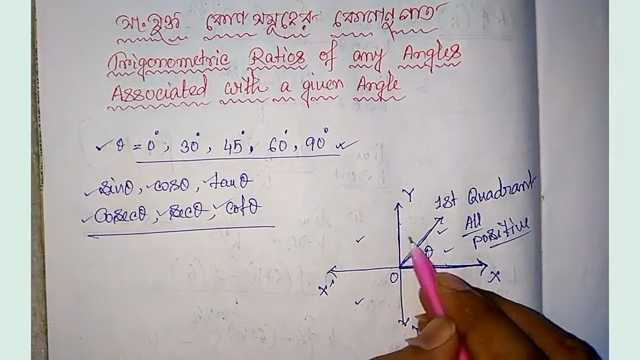 সংযুক্ত কোণ সমূহের কোণানুপাত
Trigonometric Ratios of any Angles
Associated with a given Angle
θ = 0°, 30°, 45°, 60°, 90°
sinθ, cosθ, tanθ
Cosecθ, secθ, cotθ
Y
1st Quadrant
All
positive
θ
X'
O
X